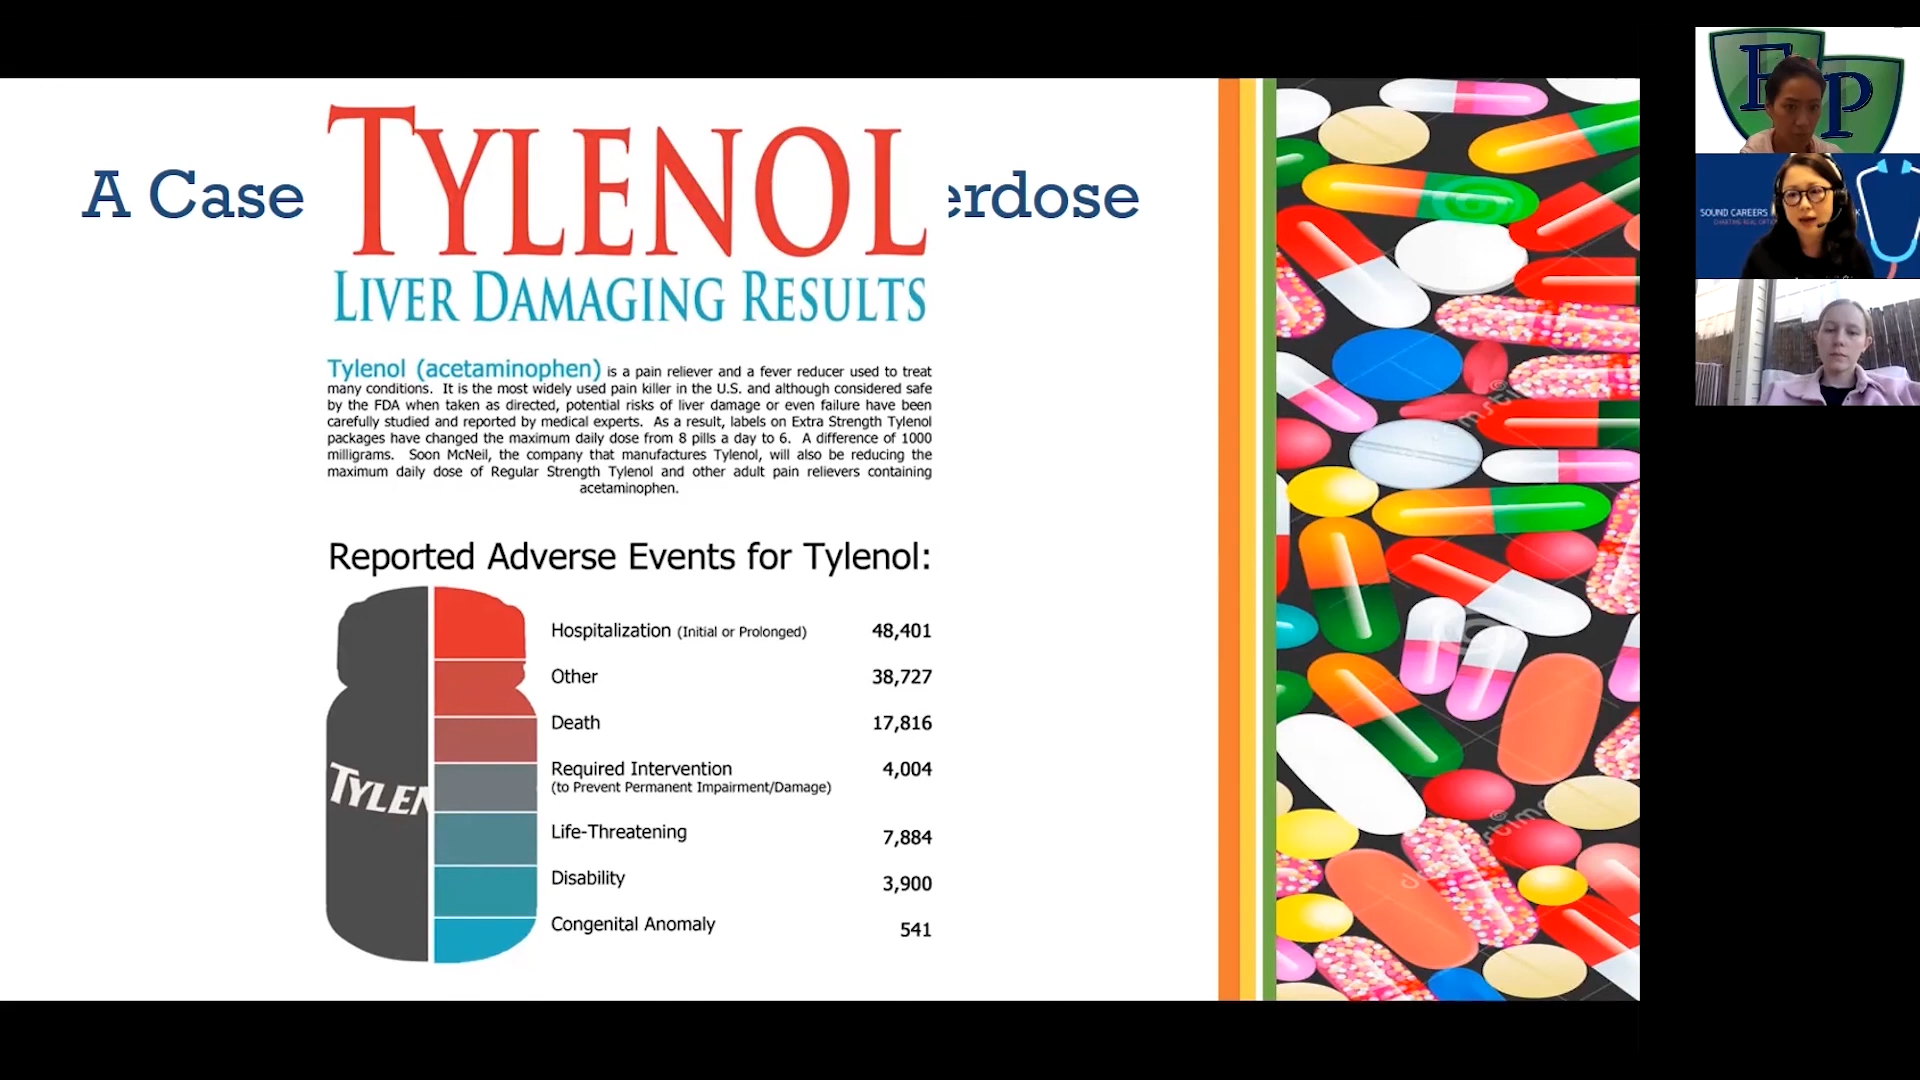 A Case
erdose
TYLENOL
LIVER DAMAGING RESULTS
Tylenol (acetaminophen) is a pain reliever and a fever reducer used to treat
many conditions. It is the most widely used pain killer in the U.S. and although considered safe
by the FDA when taken as directed, potential risks of liver damage or even failure have been
carefully studied and reported by medical experts. As a result, labels on Extra Strength Tylenol
packages have changed the maximum daily dose from 8 pills a day to 6. A difference of 1000
milligrams. Soon McNeil, the company that manufactures Tylenol, will also be reducing the
maximum daily dose of Regular Strength Tylenol and other adult pain relievers containing
acetaminophen.
Reported Adverse Events for Tylenol:
Hospitalization (Initial or Prolonged) 48,401
Other 38,727
Death 17,816
Required Intervention 4,004
(to Prevent Permanent Impairment/Damage)
Life-Threatening 7,884
Disability 3,900
Congenital Anomaly 541
TYLEN
P
SOUND CAREERS